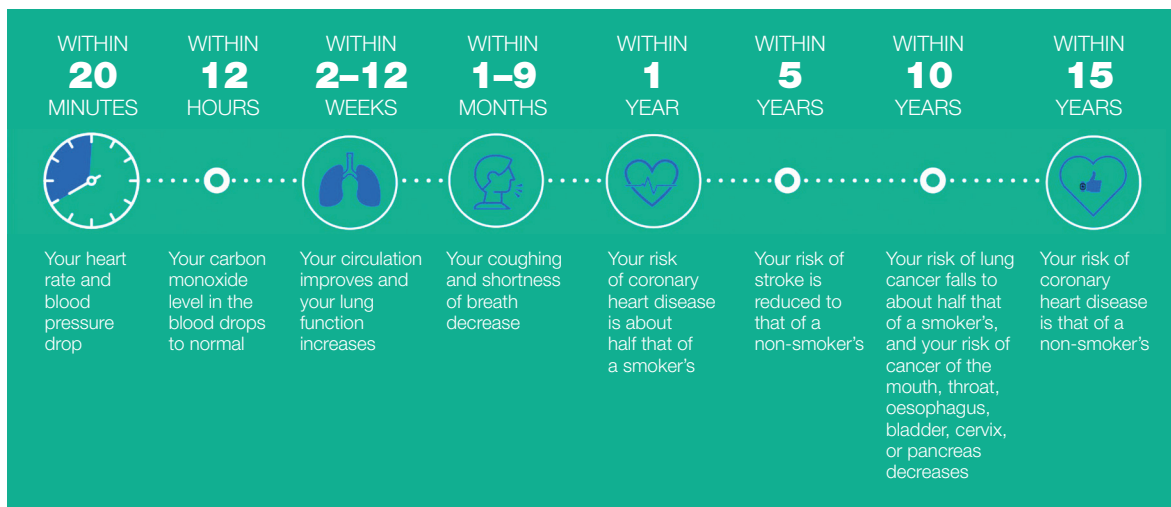 WITHIN
20
MINUTES
Your heart
rate and
blood
pressure
drop
WITHIN
12
HOURS
Your carbon
monoxide
level in the
blood drops
to normal
WITHIN
2–12
WEEKS
Your circulation
improves and
your lung
function
increases
WITHIN
1–9
MONTHS
Your coughing
and shortness
of breath
decrease
WITHIN
1
YEAR
Your risk
of coronary
heart disease
is about
half that of
a smoker’s
WITHIN
5
YEARS
Your risk of
stroke is
reduced to
that of a
non-smoker’s
WITHIN
10
YEARS
Your risk of lung
cancer falls to
about half that
of a smoker’s,
and your risk of
cancer of the
mouth, throat,
oesophagus,
bladder, cervix,
or pancreas
decreases
WITHIN
15
YEARS
Your risk of
coronary
heart disease
is that of a
non-smoker’s